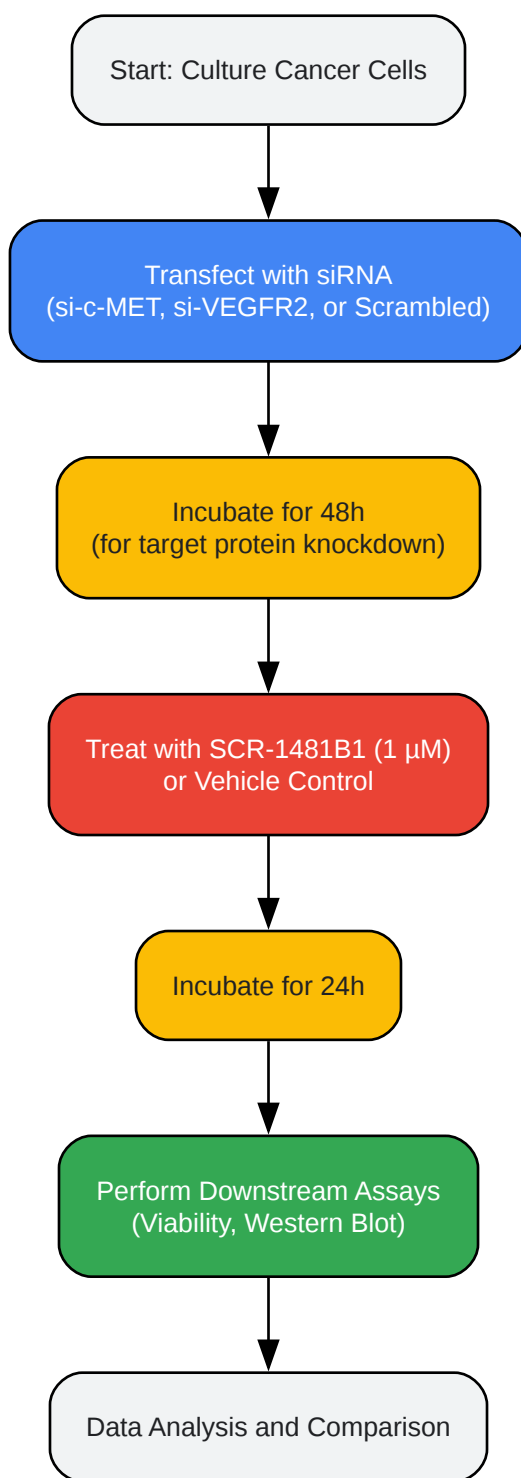 Start: Culture Cancer Cells
Transfect with siRNA
(si-c-MET, si-VEGFR2, or Scrambled)
Incubate for 48h
(for target protein knockdown)
Treat with SCR-1481B1 (1 µM)
or Vehicle Control
Incubate for 24h
Perform Downstream Assays
(Viability, Western Blot)
Data Analysis and Comparison